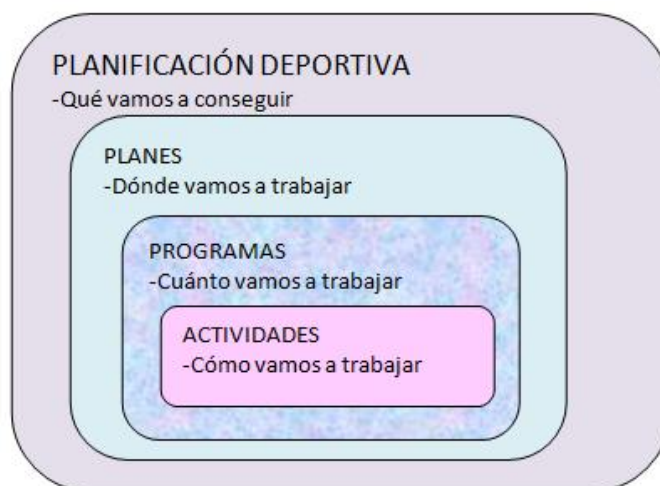 PLANIFICACIÓN DEPORTIVA
-Qué vamos a conseguir
PLANES
-Dónde vamos a trabajar
PROGRAMAS
-Cuánto vamos a trabajar
ACTIVIDADES
-Cómo vamos a trabajar